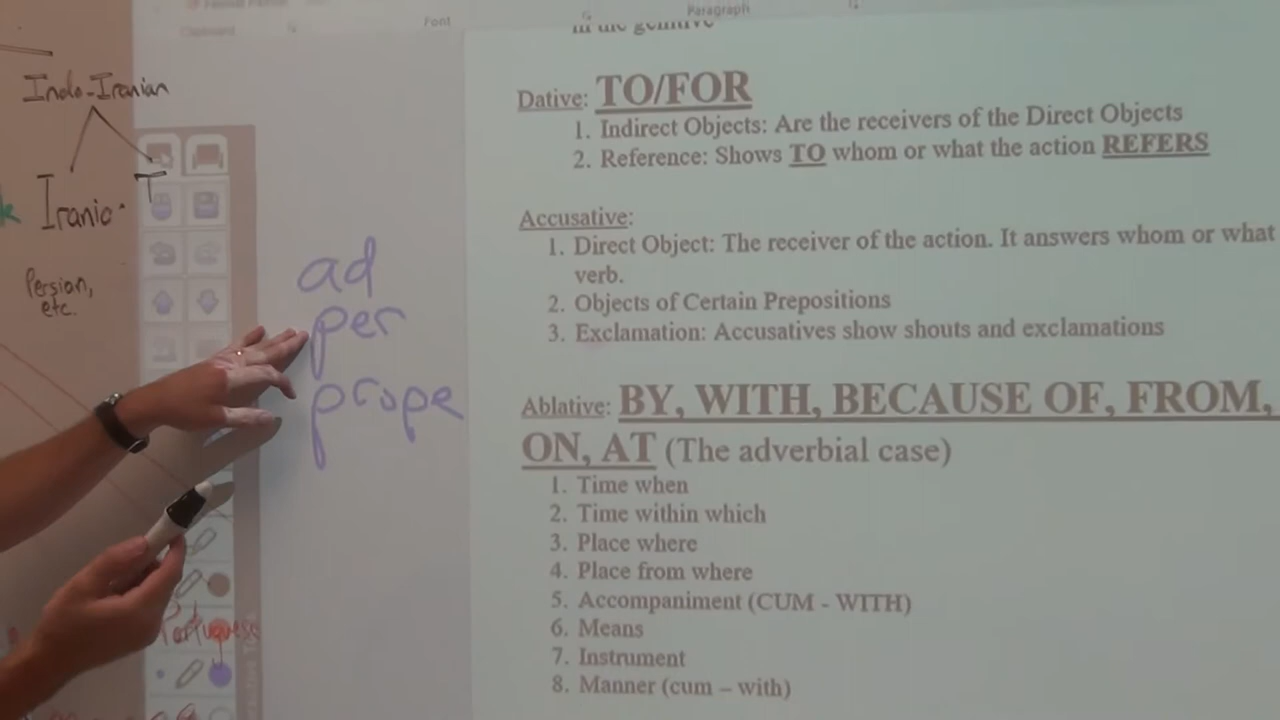 Font
Paragraph
in the genitive
Dative: TO/FOR
1. Indirect Objects: Are the receivers of the Direct Objects
2. Reference: Shows TO whom or what the action REFERS
Accusative:
1. Direct Object: The receiver of the action. It answers whom or what
verb.
2. Objects of Certain Prepositions
3. Exclamation: Accusatives show shouts and exclamations
Ablative: BY, WITH, BECAUSE OF, FROM,
ON, AT (The adverbial case)
1. Time when
2. Time within which
3. Place where
4. Place from where
5. Accompaniment (CUM - WITH)
6. Means
7. Instrument
8. Manner (cum – with)
ad
per
prope
Indo-Iranian
Iranic
Persian,
etc.
Portuguese